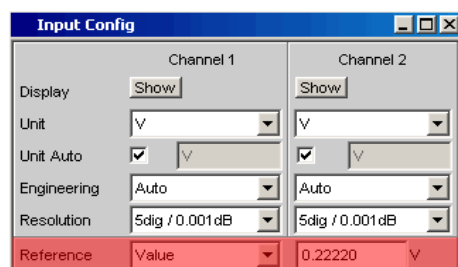 Input Config
Channel 1 Channel 2
Display Show Show
Unit V V
Unit Auto V V
Engineering Auto Auto
Resolution 5dig / 0.001dB 5dig / 0.001dB
Reference Value 0.22220 V